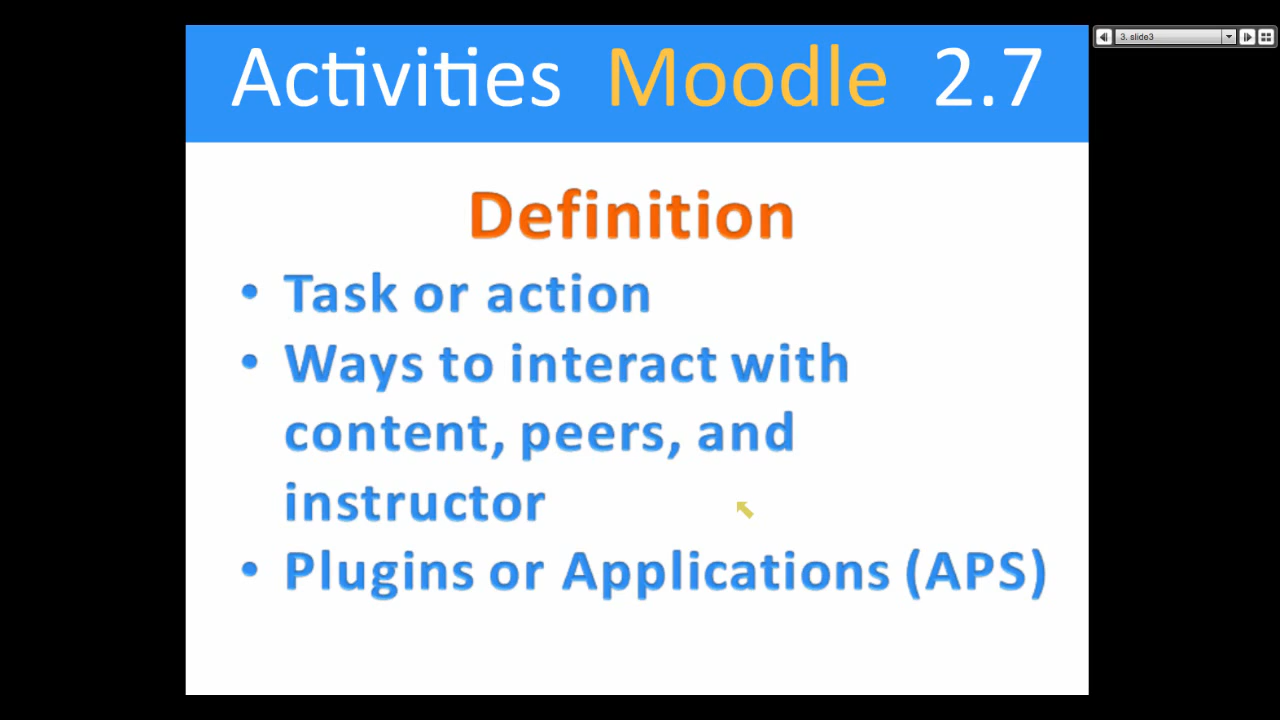 3. slide3
Activities Moodle 2.7
Definition
• Task or action
• Ways to interact with
content, peers, and
instructor
• Plugins or Applications (APS)